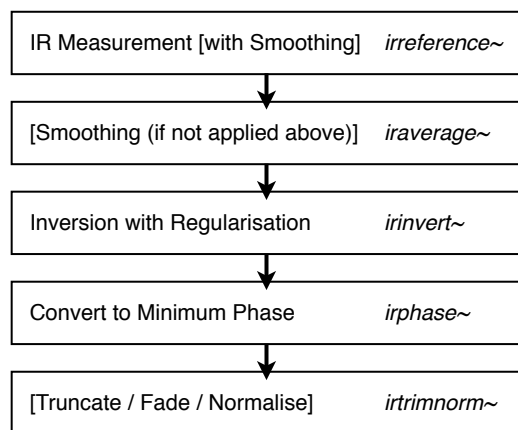 IR Measurement [with Smoothing] irreference~
[Smoothing (if not applied above)] iraverage~
Inversion with Regularisation irinvert~
Convert to Minimum Phase irphase~
[Truncate / Fade / Normalise] irtrimnorm~